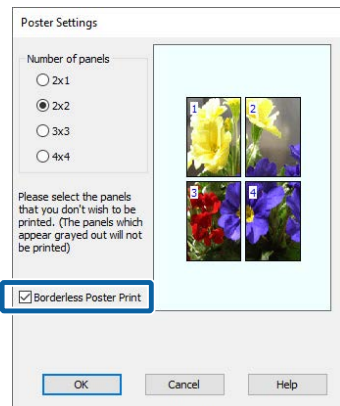 Poster Settings
Number of panels
2x1
2x2
3x3
4x4
Please select the panels
that you don't wish to be
printed. (The panels which
appear grayed out will not
be printed)
Borderless Poster Print
1 2
3 4
OK Cancel Help